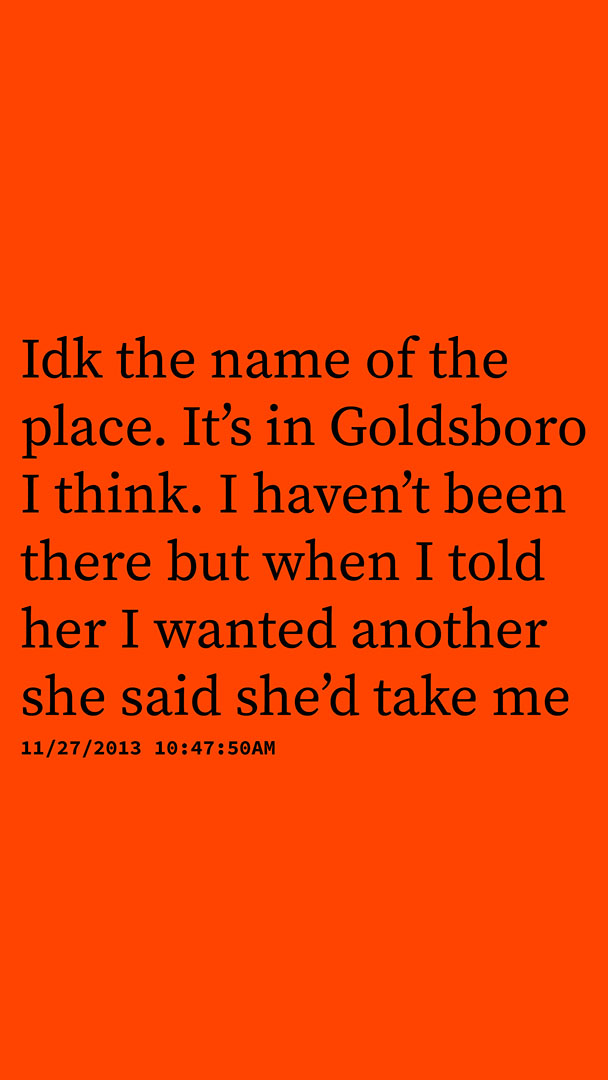 Idk the name of the
place. It’s in Goldsboro
I think. I haven’t been
there but when I told
her I wanted another
she said she’d take me
11/27/2013 10:47:50AM